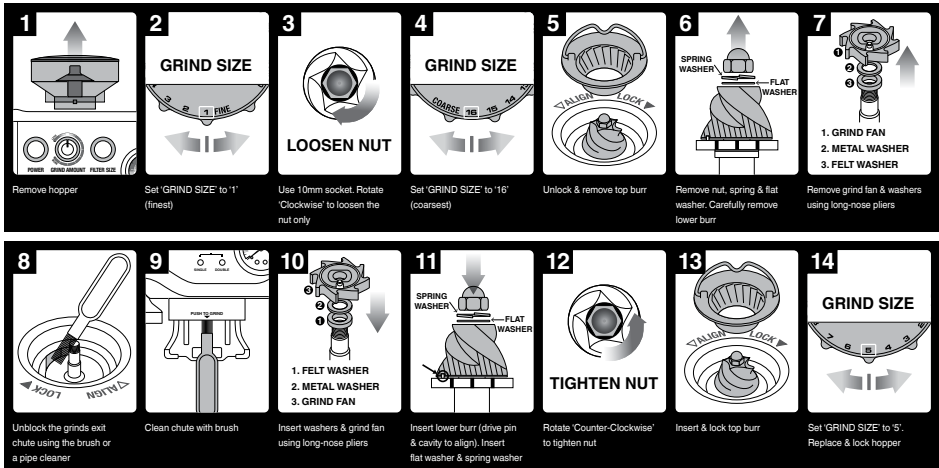 1
POWER GRIND AMOUNT FILTER SIZE
Remove hopper
2
GRIND SIZE
3 2 1 FINE
Set 'GRIND SIZE' to '1'
(finest)
3
LOOSEN NUT
Use 10mm socket. Rotate
'Clockwise' to loosen the
nut only
4
GRIND SIZE
COARSE 16 15 14
Set 'GRIND SIZE' to '16'
(coarsest)
5
ALIGN LOCK
Unlock & remove top burr
6
SPRING
WASHER
FLAT
WASHER
Remove nut, spring & flat
washer. Carefully remove
lower burr
7
1
2
3
1. GRIND FAN
2. METAL WASHER
3. FELT WASHER
Remove grind fan & washers
using long-nose pliers
8
LOCK ALIGN
Unblock the grinds exit
chute using the brush or
a pipe cleaner
9
SINGLE DOUBLE
PUSH TO GRIND
Clean chute with brush
10
3
2
1
1. FELT WASHER
2. METAL WASHER
3. GRIND FAN
Insert washers & grind fan
using long-nose pliers
11
SPRING
WASHER
FLAT
WASHER
Insert lower burr (drive pin
& cavity to align). Insert
flat washer & spring washer
12
TIGHTEN NUT
Rotate 'Counter-Clockwise'
to tighten nut
13
ALIGN LOCK
Insert & lock top burr
14
GRIND SIZE
7 6 5 4 3
Set 'GRIND SIZE' to '5'.
Replace & lock hopper